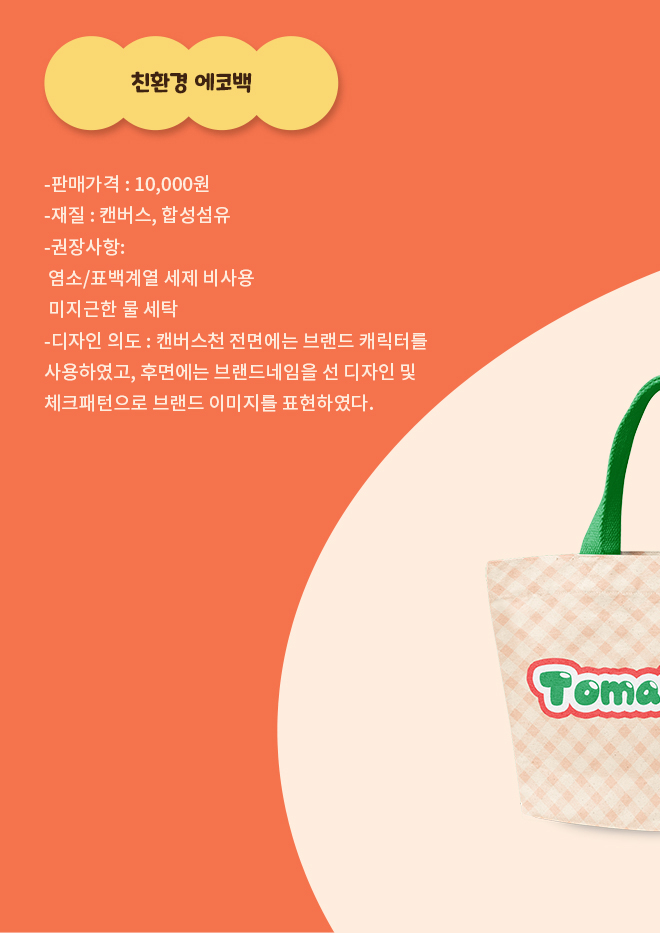 친환경 에코백
-판매가격 : 10,000원
-재질 : 캔버스, 합성섬유
-권장사항:
염소/표백계열 세제 비사용
미지근한 물 세탁
-디자인 의도 : 캔버스천 전면에는 브랜드 캐릭터를
사용하였고, 후면에는 브랜드네임을 선 디자인 및
체크패턴으로 브랜드 이미지틀 표현하였다.
Toma